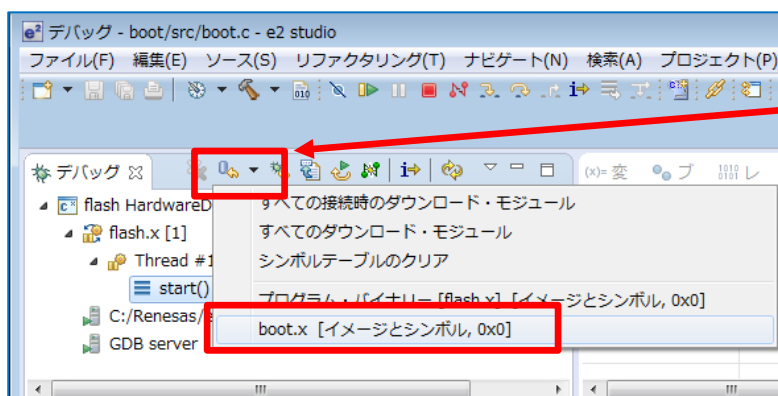 デバッグ - boot/src/boot.c - e2 studio
ファイル(F) 編集(E) ソース(S) リファクタリング(T) ナビゲート(N) 検索(A) プロジェクト(P)
デバッグ
(x)= 変 ブ レ
flash HardwareD
すべての接続時のダウンロード・モジュール
flash.x [1]
すべてのダウンロード・モジュール
Thread #1
シンボルテーブルのクリア
start()
プログラム・バイナリー [flash.x] [イメージとシンボル, 0x0]
C:/Renesas/
boot.x [イメージとシンボル, 0x0]
GDB server